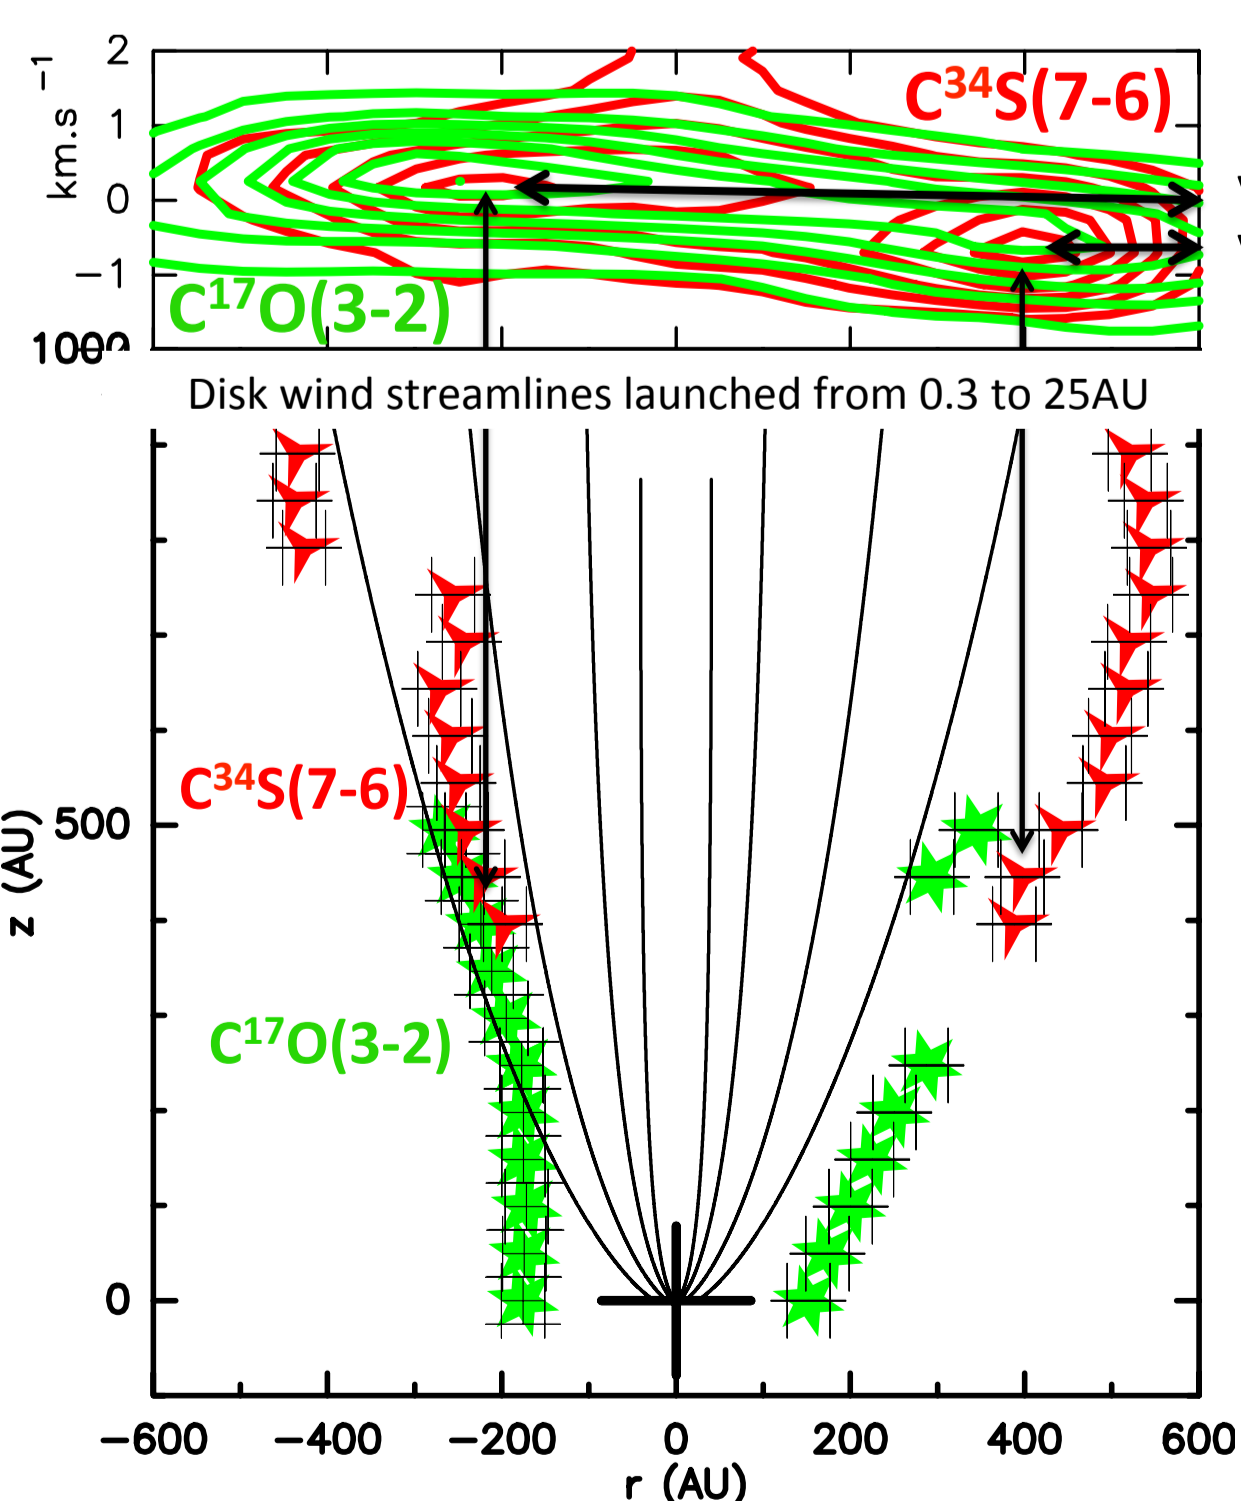 2
1
0
−1
km.s −1
C34S(7-6)
C17O(3-2)
1000
Disk wind streamlines launched from 0.3 to 25AU
C34S(7-6)
500
z (AU)
C17O(3-2)
0
−600 −400 −200 0 200 400 600
r (AU)